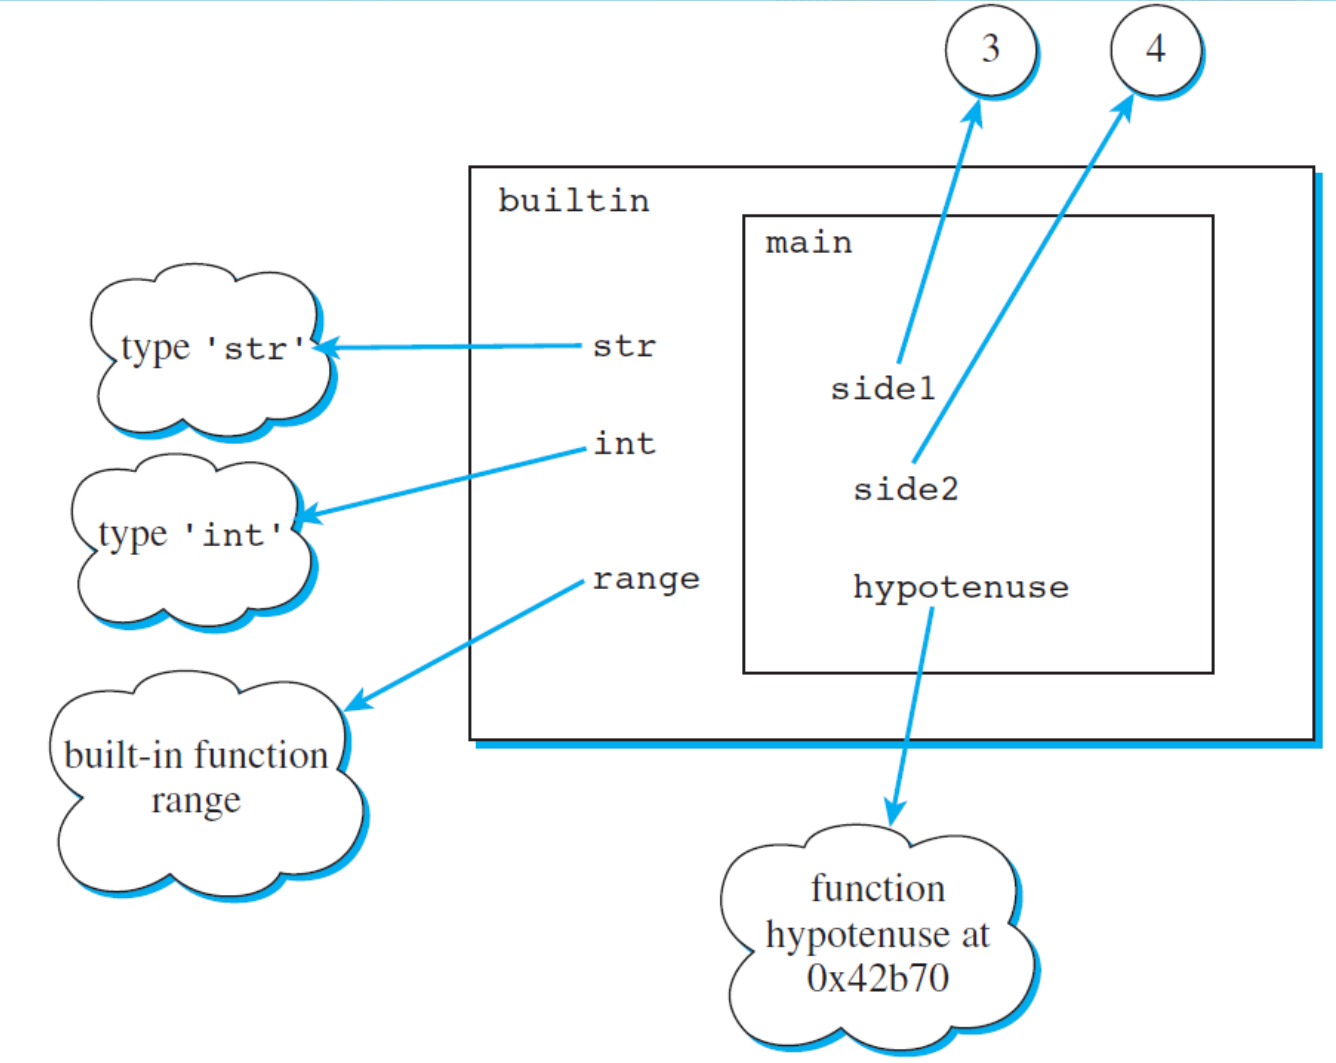 3
4
builtin
main
type 'str'
str
side1
int
side2
type 'int'
range
hypotenuse
built-in function
range
function
hypotenuse at
0x42b70